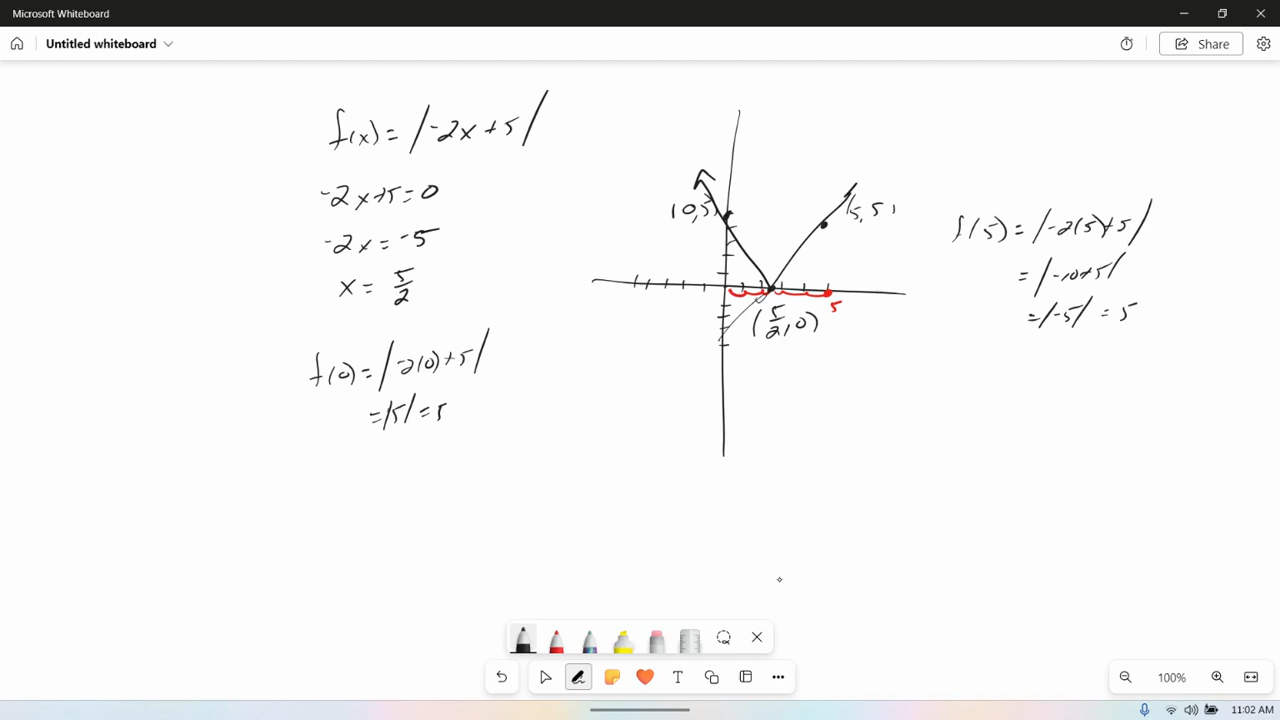 Microsoft Whiteboard
Untitled whiteboard
Share
f(x) = |-2x+5|
-2x+5=0
-2x = -5
x = 5/2
f(0) = |-2(0)+5|
=|5| = 5
(0,5)
(5,5)
5
(5/2, 0)
f(5) = |-2(5)+5|
= |-10+5|
= |-5| = 5
T
100%
11:02 AM